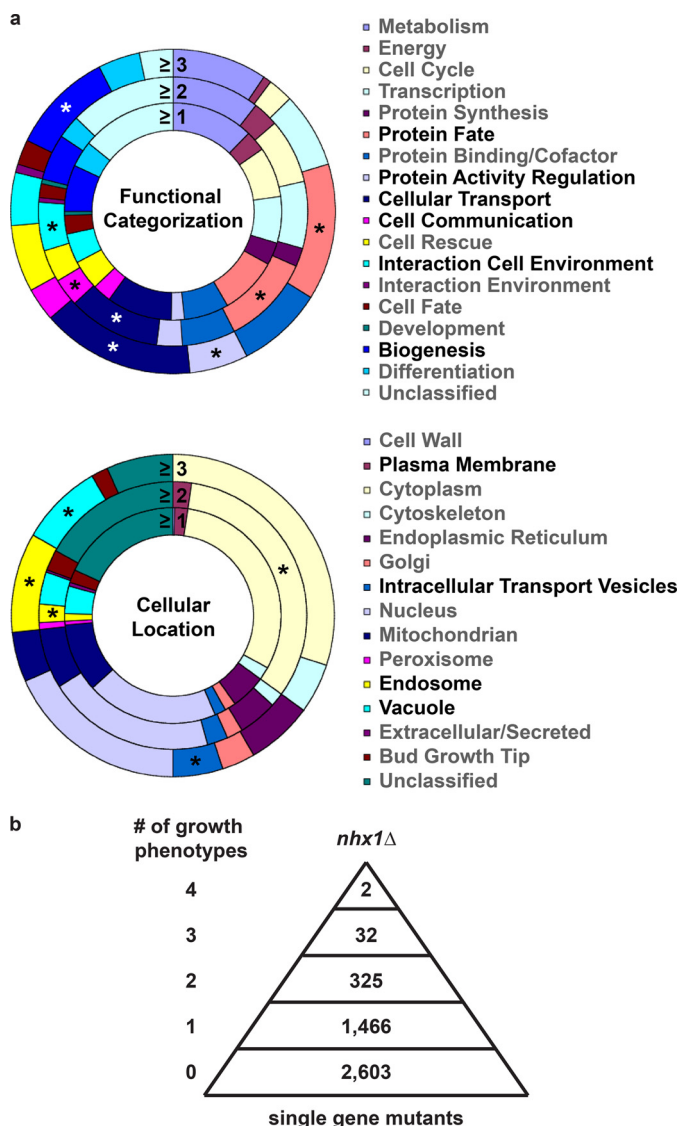 a
≥ 3
≥ 2
≥ 1
Functional
Categorization
*
*
*
*
*
*
*
*
Metabolism
Energy
Cell Cycle
Transcription
Protein Synthesis
Protein Fate
Protein Binding/Cofactor
Protein Activity Regulation
Cellular Transport
Cell Communication
Cell Rescue
Interaction Cell Environment
Interaction Environment
Cell Fate
Development
Biogenesis
Differentiation
Unclassified
≥ 3
≥ 2
≥ 1
Cellular
Location
*
*
*
*
*
Cell Wall
Plasma Membrane
Cytoplasm
Cytoskeleton
Endoplasmic Reticulum
Golgi
Intracellular Transport Vesicles
Nucleus
Mitochondrian
Peroxisome
Endosome
Vacuole
Extracellular/Secreted
Bud Growth Tip
Unclassified
b
# of growth
phenotypes
nhx1Δ
4 2
3 32
2 325
1 1,466
0 2,603
single gene mutants